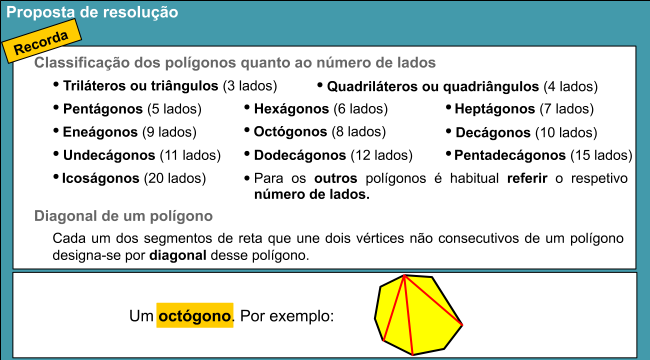 Proposta de resolução
Recorda
Classificação dos polígonos quanto ao número de lados
• Triláteros ou triângulos (3 lados) • Quadriláteros ou quadriângulos (4 lados)
• Pentágonos (5 lados) • Hexágonos (6 lados) • Heptágonos (7 lados)
• Eneágonos (9 lados) • Octógonos (8 lados) • Decágonos (10 lados)
• Undecágonos (11 lados) • Dodecágonos (12 lados) • Pentadecágonos (15 lados)
• Icoságonos (20 lados) • Para os outros polígonos é habitual referir o respetivo
número de lados.
Diagonal de um polígono
Cada um dos segmentos de reta que une dois vértices não consecutivos de um polígono
designa-se por diagonal desse polígono.
Um octógono. Por exemplo: